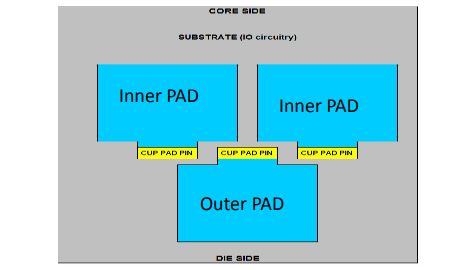 CORE SIDE
SUBSTRATE (IO circuitry)
Inner PAD
Inner PAD
CUP PAD PIN
CUP PAD PIN
CUP PAD PIN
Outer PAD
DIE SIDE